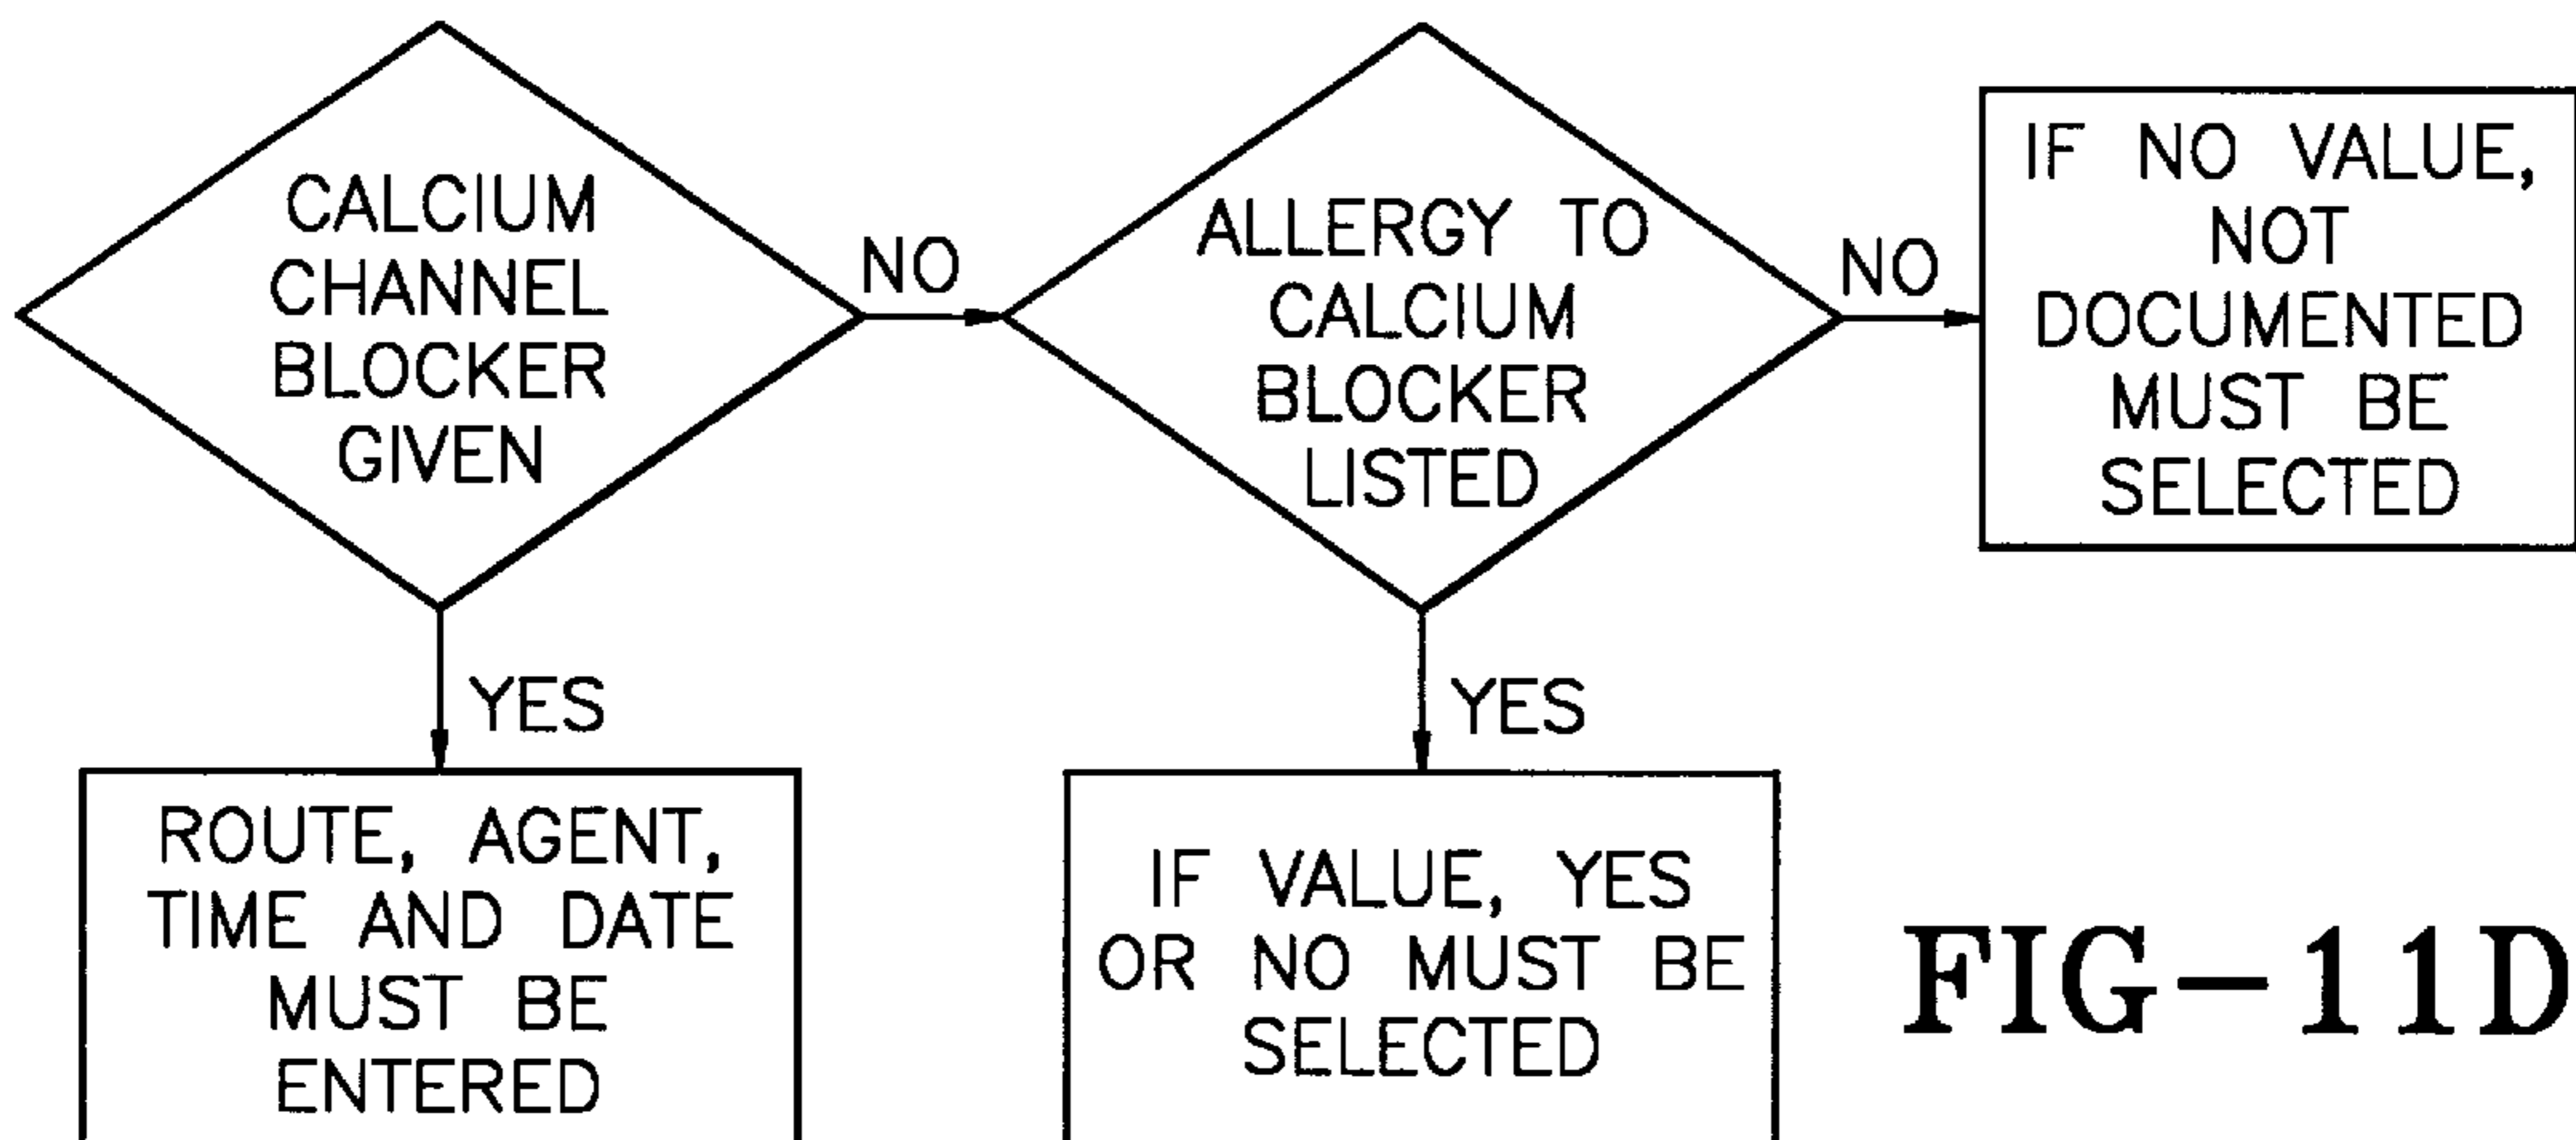 CALCIUM
CHANNEL
BLOCKER
GIVEN
NO
ALLERGY TO
CALCIUM
BLOCKER
LISTED
NO
IF NO VALUE,
NOT
DOCUMENTED
MUST BE
SELECTED
YES
YES
ROUTE, AGENT,
TIME AND DATE
MUST BE
ENTERED
IF VALUE, YES
OR NO MUST BE
SELECTED
FIG-11D